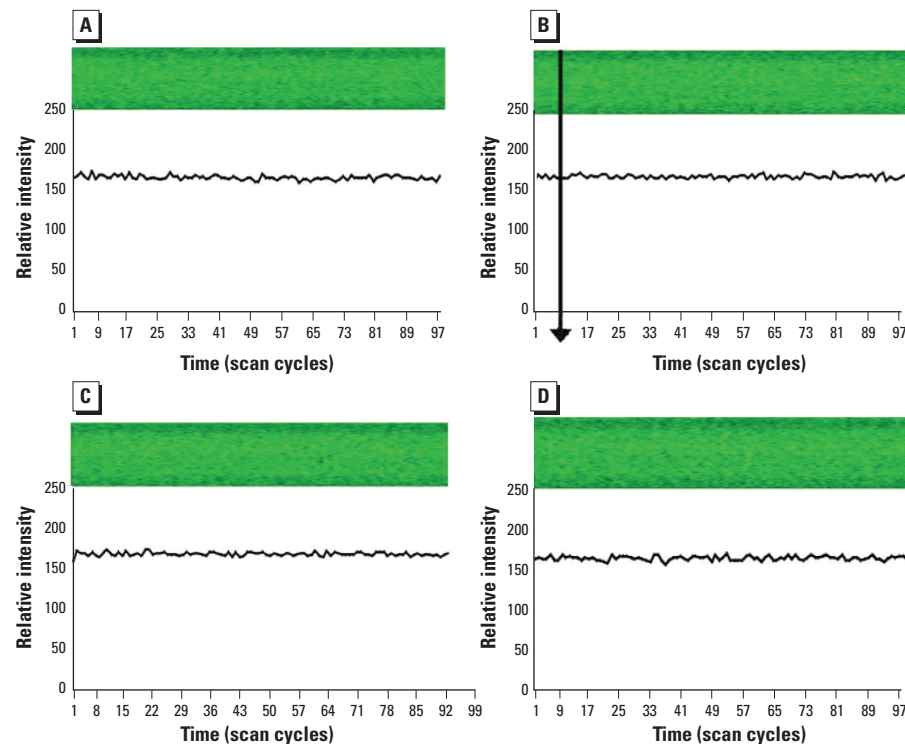 A
B
250
200
150
100
50
0
Relative intensity
1 9 17 25 33 41 49 57 65 73 81 89 97
Time (scan cycles)
250
200
150
100
50
0
Relative intensity
1 9 17 25 33 41 49 57 65 73 81 89 97
Time (scan cycles)
C
D
250
200
150
100
50
0
Relative intensity
1 8 15 22 29 36 43 50 57 64 71 78 85 92 99
Time (scan cycles)
250
200
150
100
50
0
Relative intensity
1 9 17 25 33 41 49 57 65 73 81 89 97
Time (scan cycles)